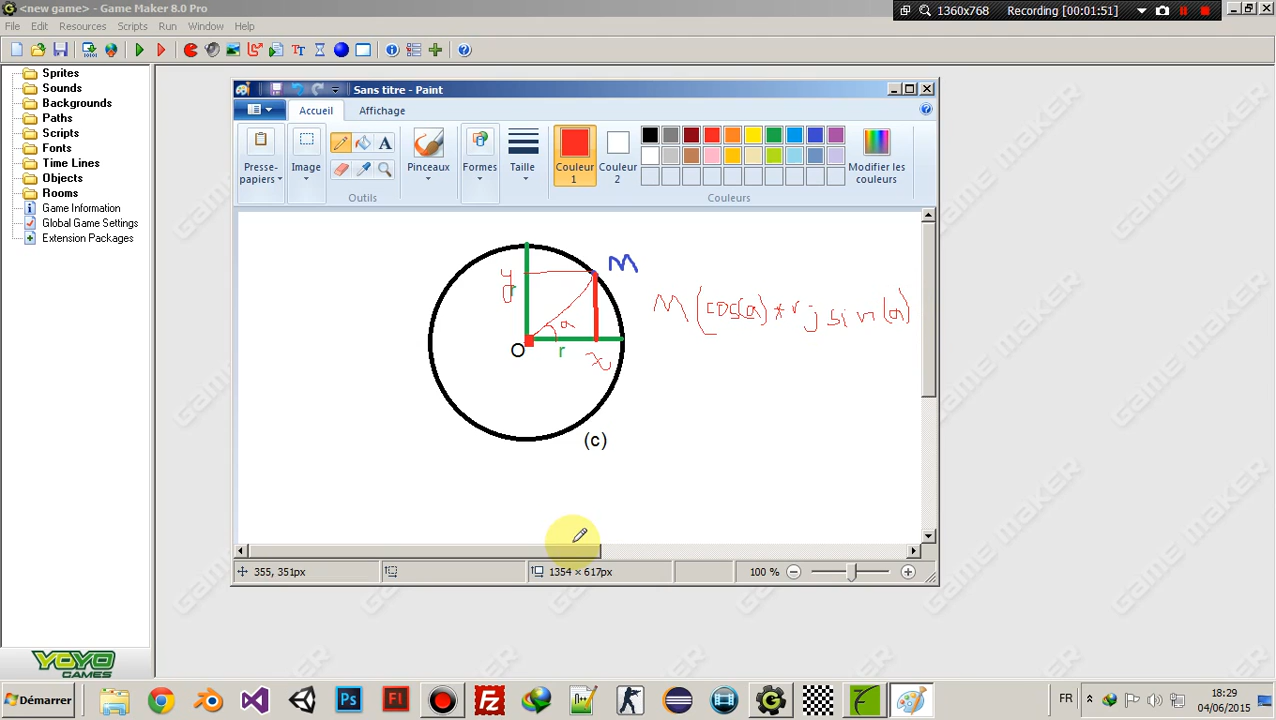 <new game> - Game Maker 8.0 Pro
1360x768
Recording [00:01:51]
File Edit Resources Scripts Run Window Help
Sprites
Sounds
Backgrounds
Paths
Scripts
Fonts
Time Lines
Objects
Rooms
Game Information
Global Game Settings
Extension Packages
Sans titre - Paint
Accueil Affichage
Presse-papiers
Image
Outils
Pinceaux
Formes
Taille
Couleur 1
Couleur 2
Couleurs
Modifier les couleurs
M
y
r
a
O
r
x
(c)
M(cos(a)*r; sin(a)
355, 351px
1354 × 617px
100 %
YOYO GAMES
Démarrer
Ps
Fl
FZ
FR
18:29
04/06/2015